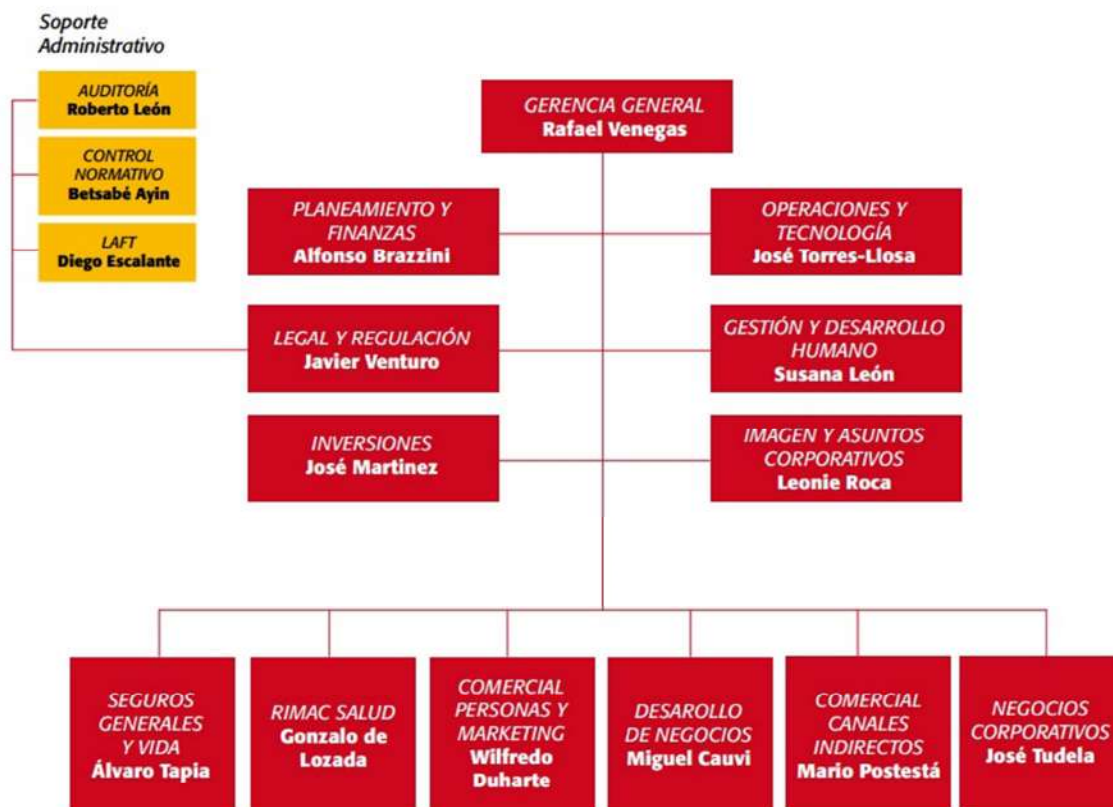 Soporte
Administrativo
AUDITORÍA
Roberto León
CONTROL
NORMATIVO
Betsabé Ayin
LAFT
Diego Escalante
GERENCIA GENERAL
Rafael Venegas
PLANEAMIENTO Y
FINANZAS
Alfonso Brazzini
OPERACIONES Y
TECNOLOGÍA
José Torres-Llosa
LEGAL Y REGULACIÓN
Javier Venturo
GESTIÓN Y DESARROLLO
HUMANO
Susana León
INVERSIONES
José Martinez
IMAGEN Y ASUNTOS
CORPORATIVOS
Leonie Roca
SEGUROS
GENERALES
Y VIDA
Álvaro Tapia
RIMAC SALUD
Gonzalo de
Lozada
COMERCIAL
PERSONAS Y
MARKETING
Wilfredo
Duharte
DESAROLLO
DE NEGOCIOS
Miguel Cauvi
COMERCIAL
CANALES
INDIRECTOS
Mario Postestá
NEGOCIOS
CORPORATIVOS
José Tudela